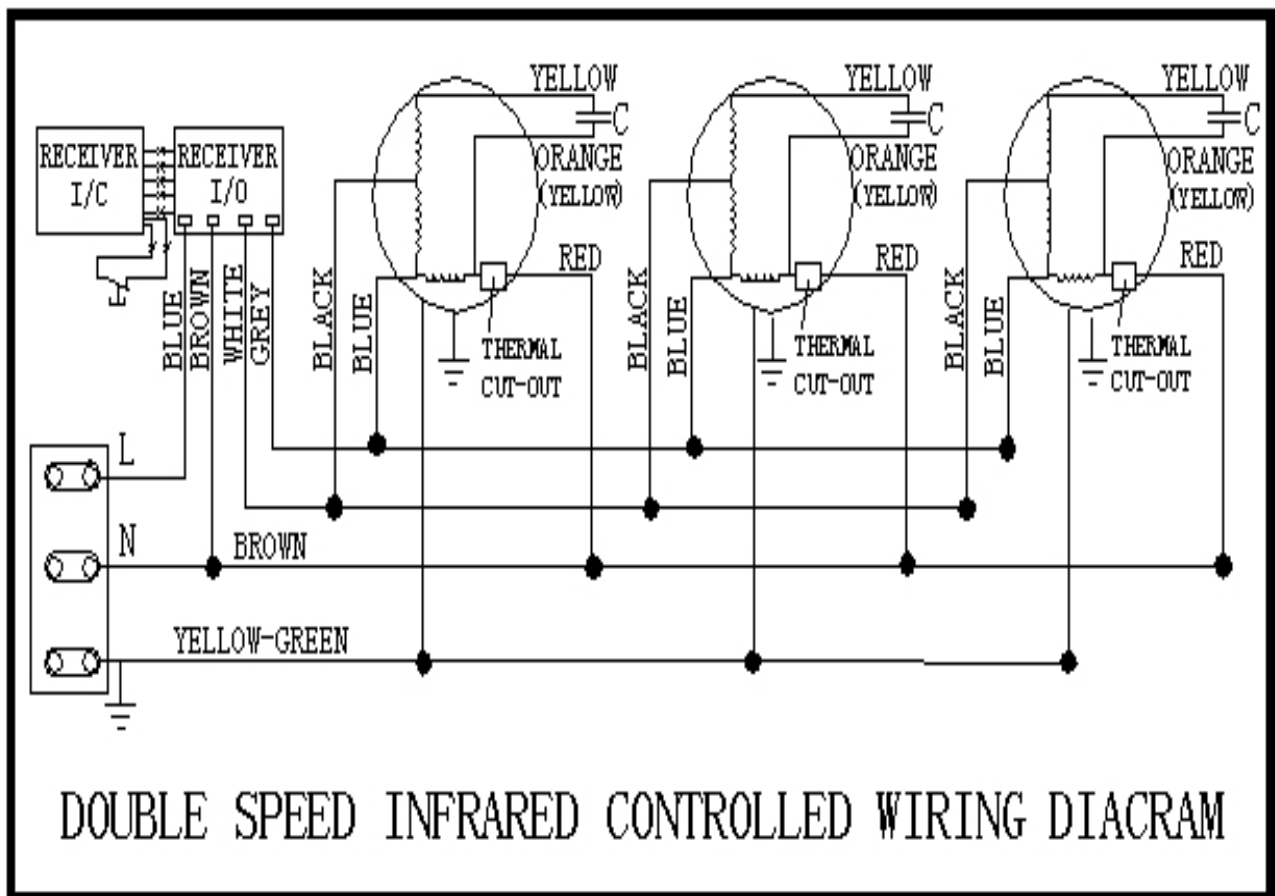 RECEIVER
I/C
RECEIVER
I/O
BLUE
BROWN
WHITE
GREY
YELLOW
C
ORANGE
(YELLOW)
RED
BLACK
BLUE
THERMAL
CUT-OUT
YELLOW
C
ORANGE
(YELLOW)
RED
BLACK
BLUE
THERMAL
CUT-OUT
YELLOW
C
ORANGE
(YELLOW)
RED
BLACK
BLUE
THERMAL
CUT-OUT
L
N
BROWN
YELLOW-GREEN
DOUBLE SPEED INFRARED CONTROLLED WIRING DIACRAM